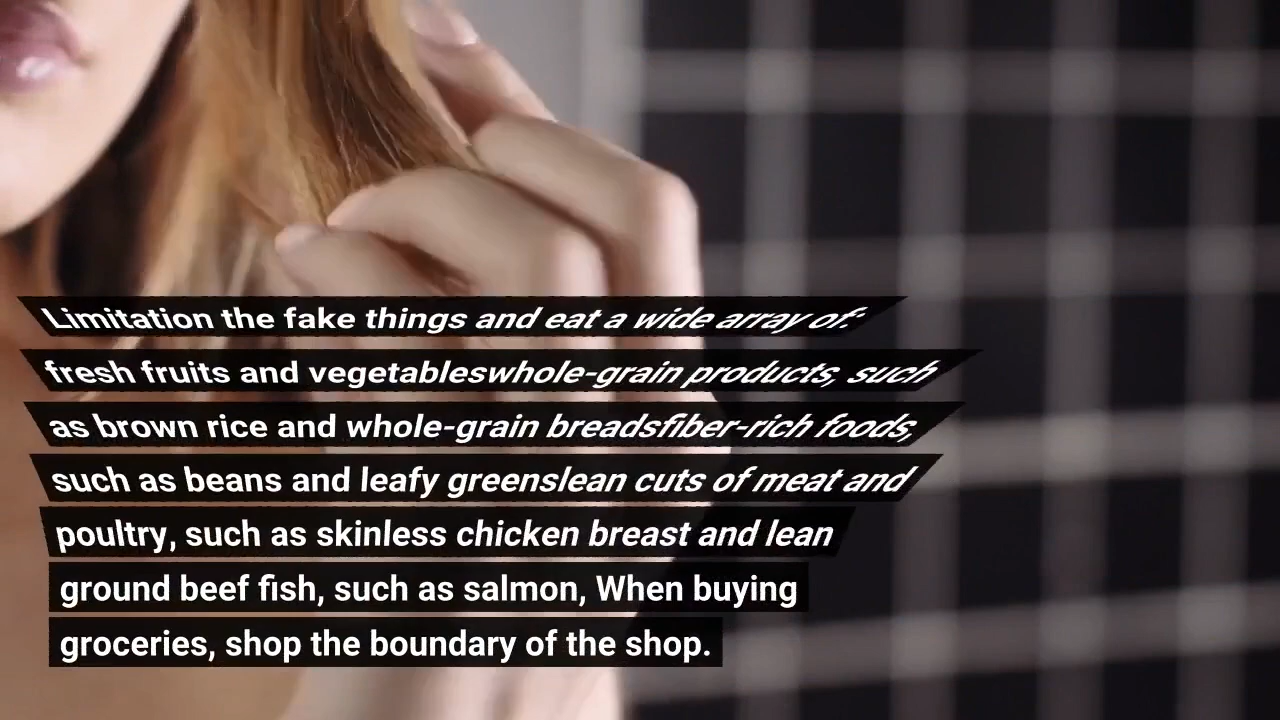 Limitation the fake things and eat a wide array of:
fresh fruits and vegetableswhole-grain products, such
as brown rice and whole-grain breadsfiber-rich foods,
such as beans and leafy greenslean cuts of meat and
poultry, such as skinless chicken breast and lean
ground beef fish, such as salmon, When buying
groceries, shop the boundary of the shop.